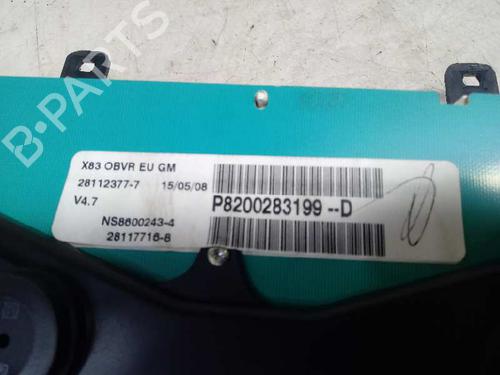 B-PARTS
X83 OBVR EU GM
28112377-7 15/05/08
V4.7 P8200283199--D
NS8600243-4
28117716-8